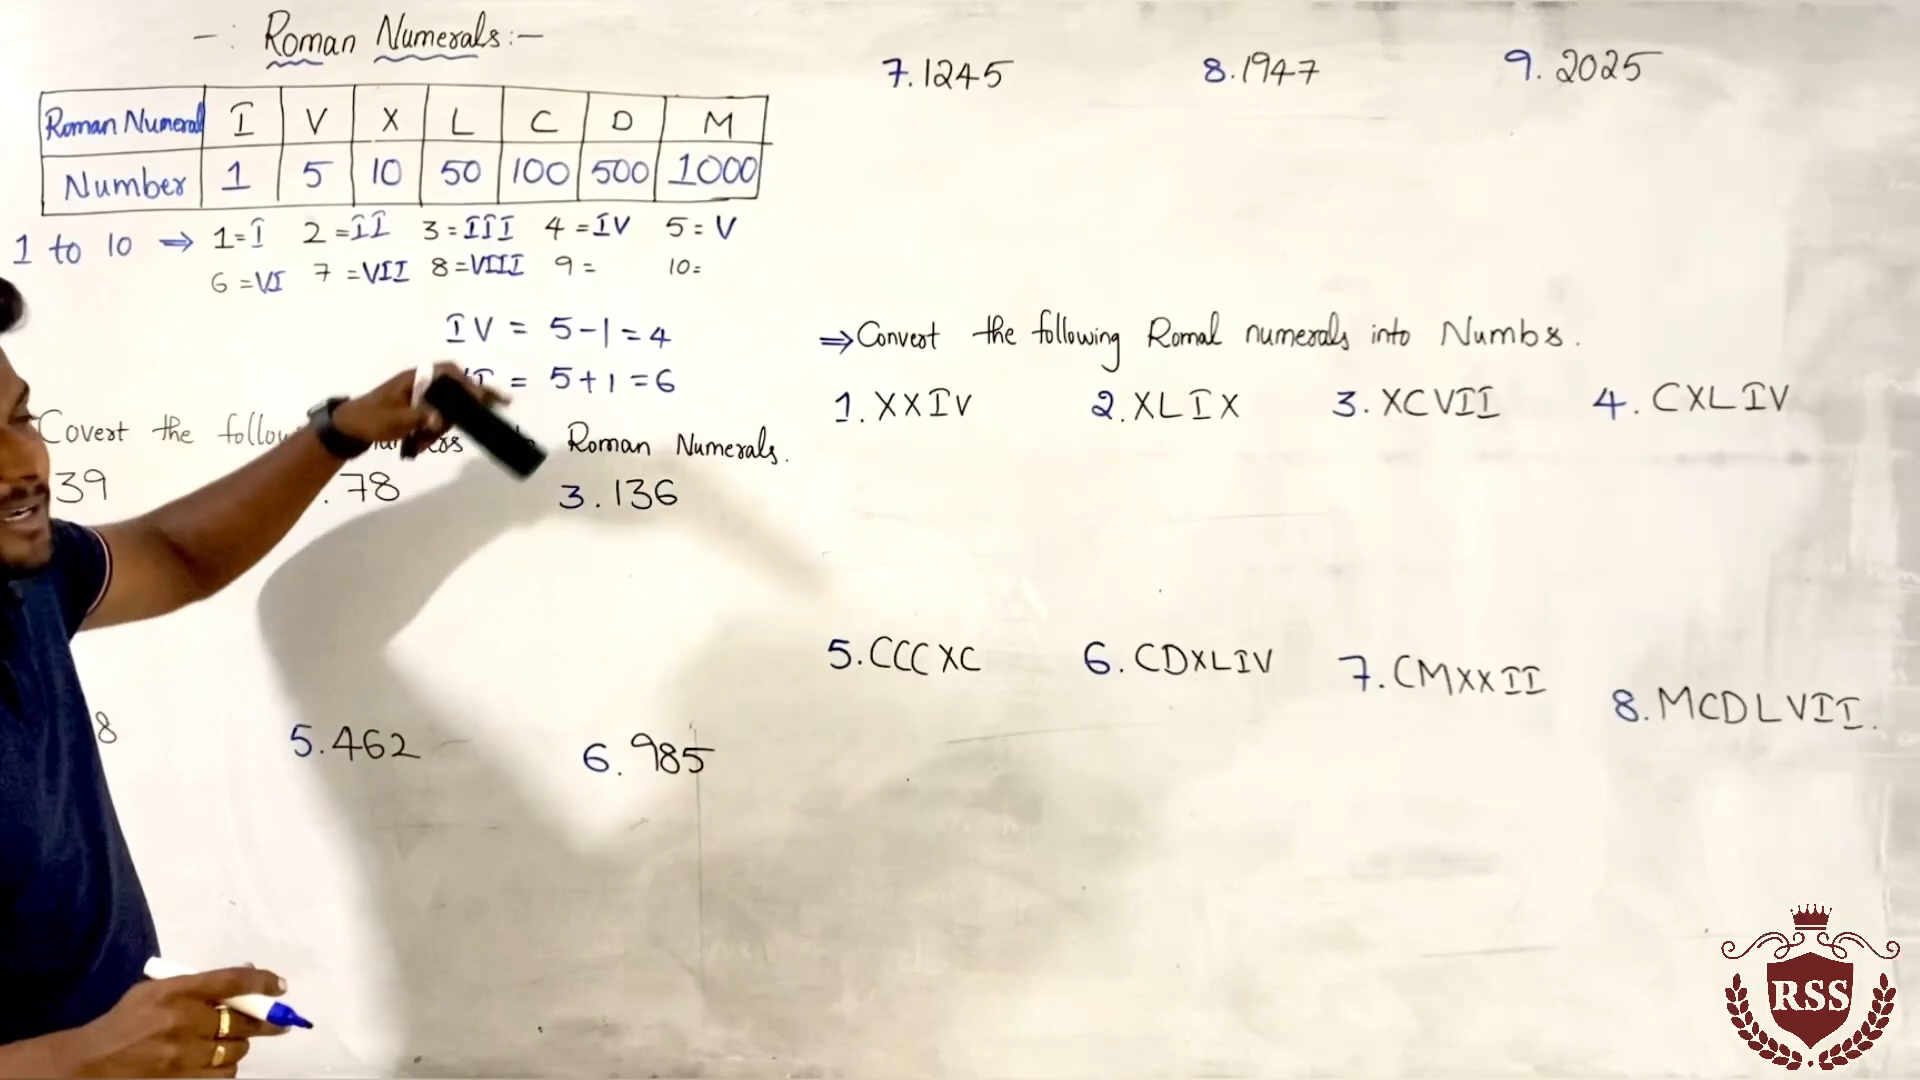 -: Roman Numerals:-
Roman Numeral I V X L C D M
Number 1 5 10 50 100 500 1000
1 to 10 ⇒ 1=I 2=II 3=III 4=IV 5=V
6=VI 7=VII 8=VIII 9= 10=
IV = 5-1=4
= 5+1=6
Covert the Roman Numerals.
39 .78 3.136
8 5.462 6.985
7.1245 8.1947 9.2025
⇒Convert the following Romal numerals into Numbs.
1.XXIV 2.XLIX 3.XCVII 4.CXLIV
5.CCCXC 6.CDXLIV 7.CMXXII 8.MCDLVII.
RSS